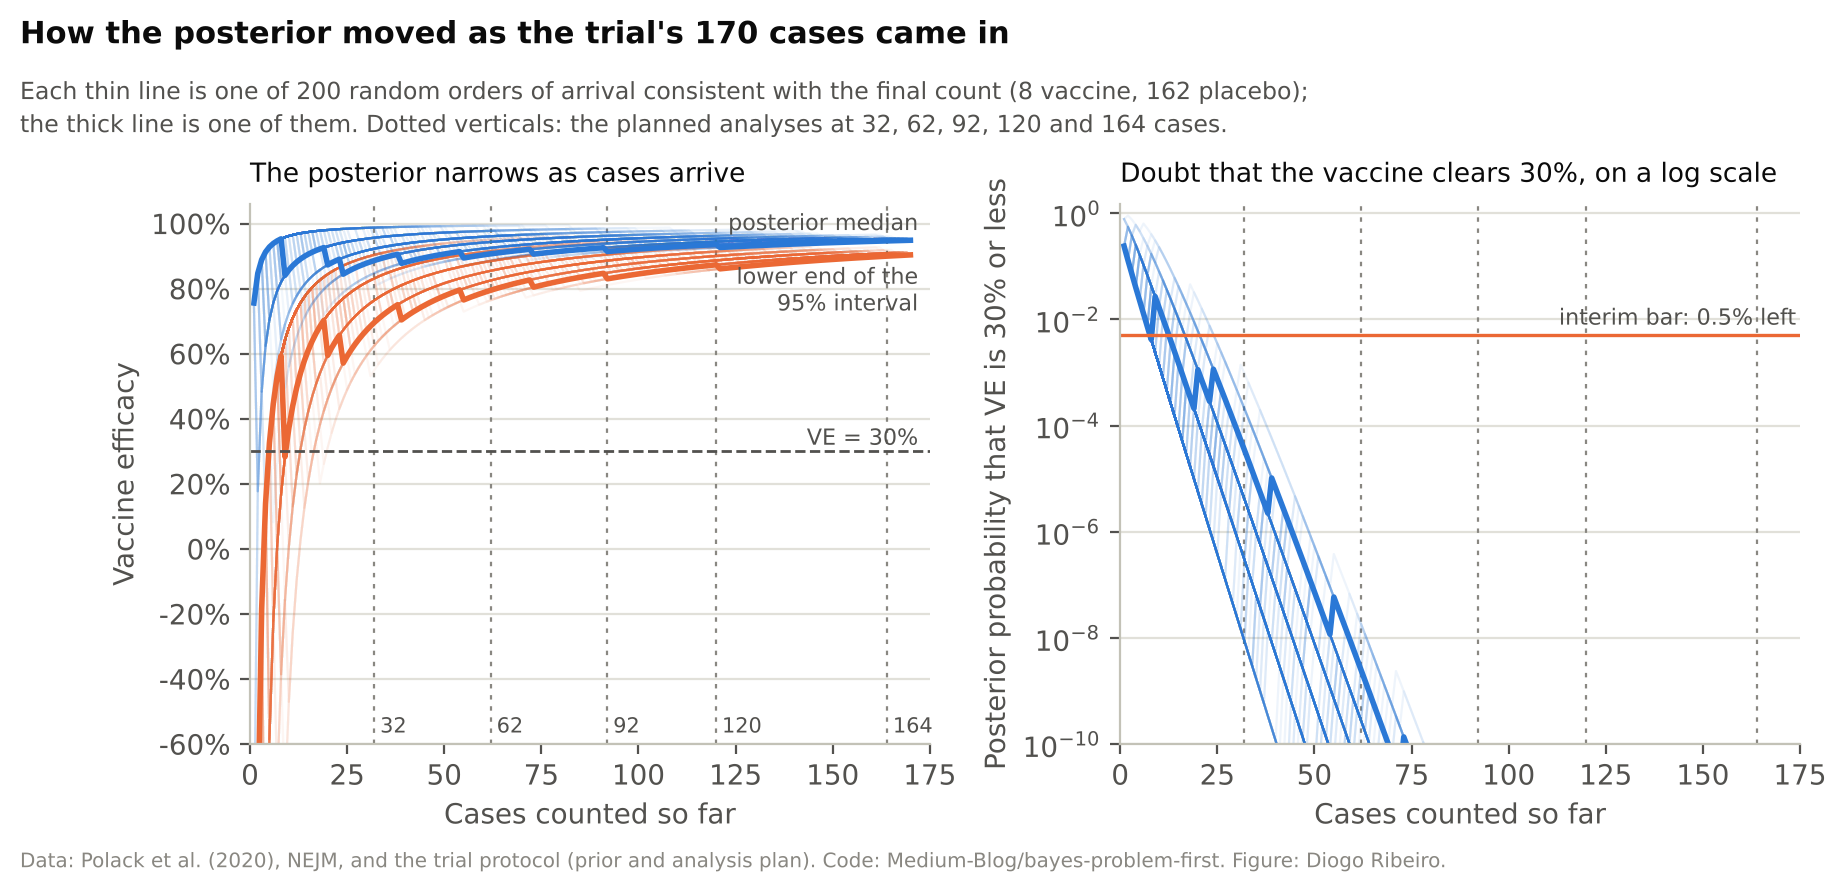 How the posterior moved as the trial's 170 cases came in
Each thin line is one of 200 random orders of arrival consistent with the final count (8 vaccine, 162 placebo);
the thick line is one of them. Dotted verticals: the planned analyses at 32, 62, 92, 120 and 164 cases.
The posterior narrows as cases arrive
Vaccine efficacy
100%
80%
60%
40%
20%
0%
-20%
-40%
-60%
posterior median
lower end of the
95% interval
VE = 30%
32
62
92
120
164
0
25
50
75
100
125
150
175
Cases counted so far
Doubt that the vaccine clears 30%, on a log scale
Posterior probability that VE is 30% or less
10⁰
10⁻²
10⁻⁴
10⁻⁶
10⁻⁸
10⁻¹⁰
interim bar: 0.5% left
0
25
50
75
100
125
150
175
Cases counted so far
Data: Polack et al. (2020), NEJM, and the trial protocol (prior and analysis plan). Code: Medium-Blog/bayes-problem-first. Figure: Diogo Ribeiro.